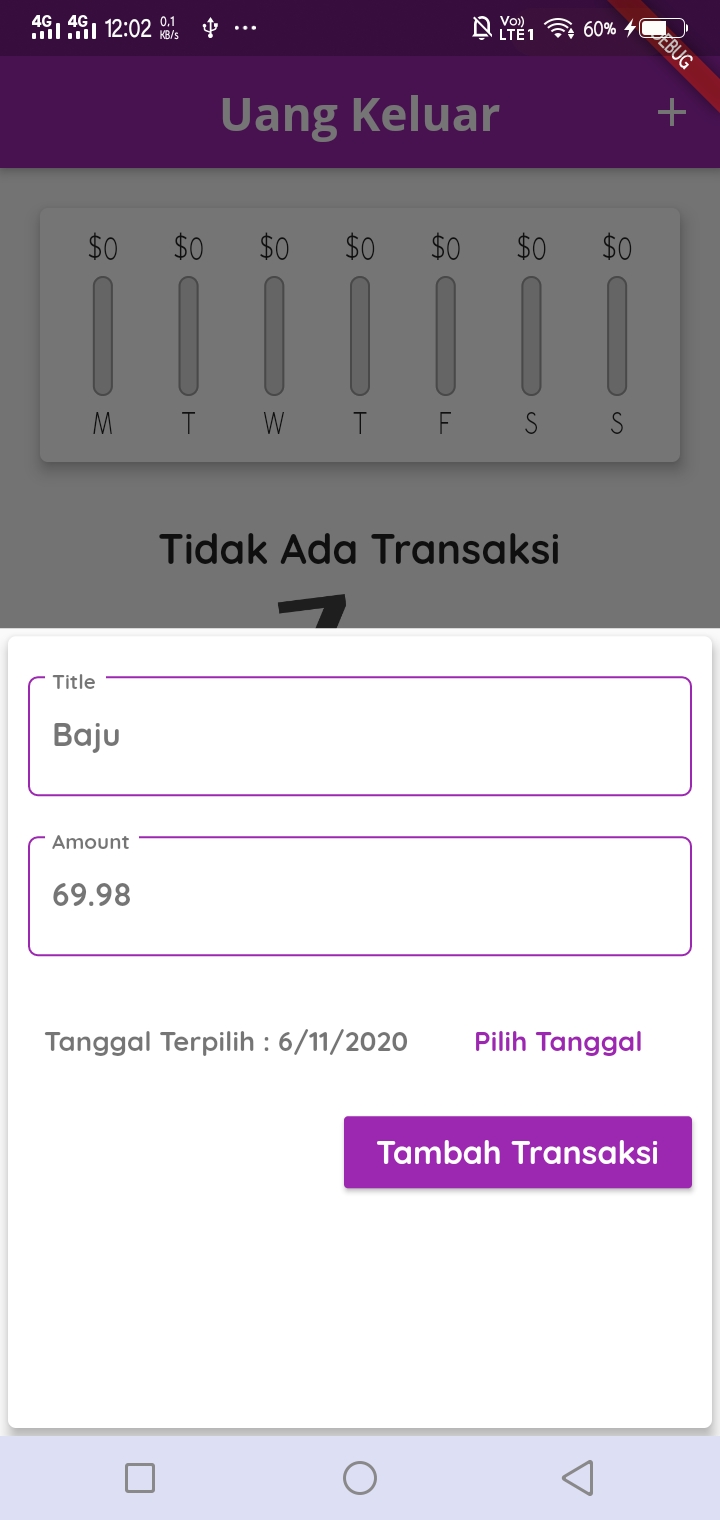 4G 4G 12:02 0,1 KB/s ... Vo)) LTE1 60%
DEBUG
Uang Keluar +
$0 $0 $0 $0 $0 $0 $0
M T W T F S S
Tidak Ada Transaksi
Title
Baju
Amount
69.98
Tanggal Terpilih : 6/11/2020 Pilih Tanggal
Tambah Transaksi